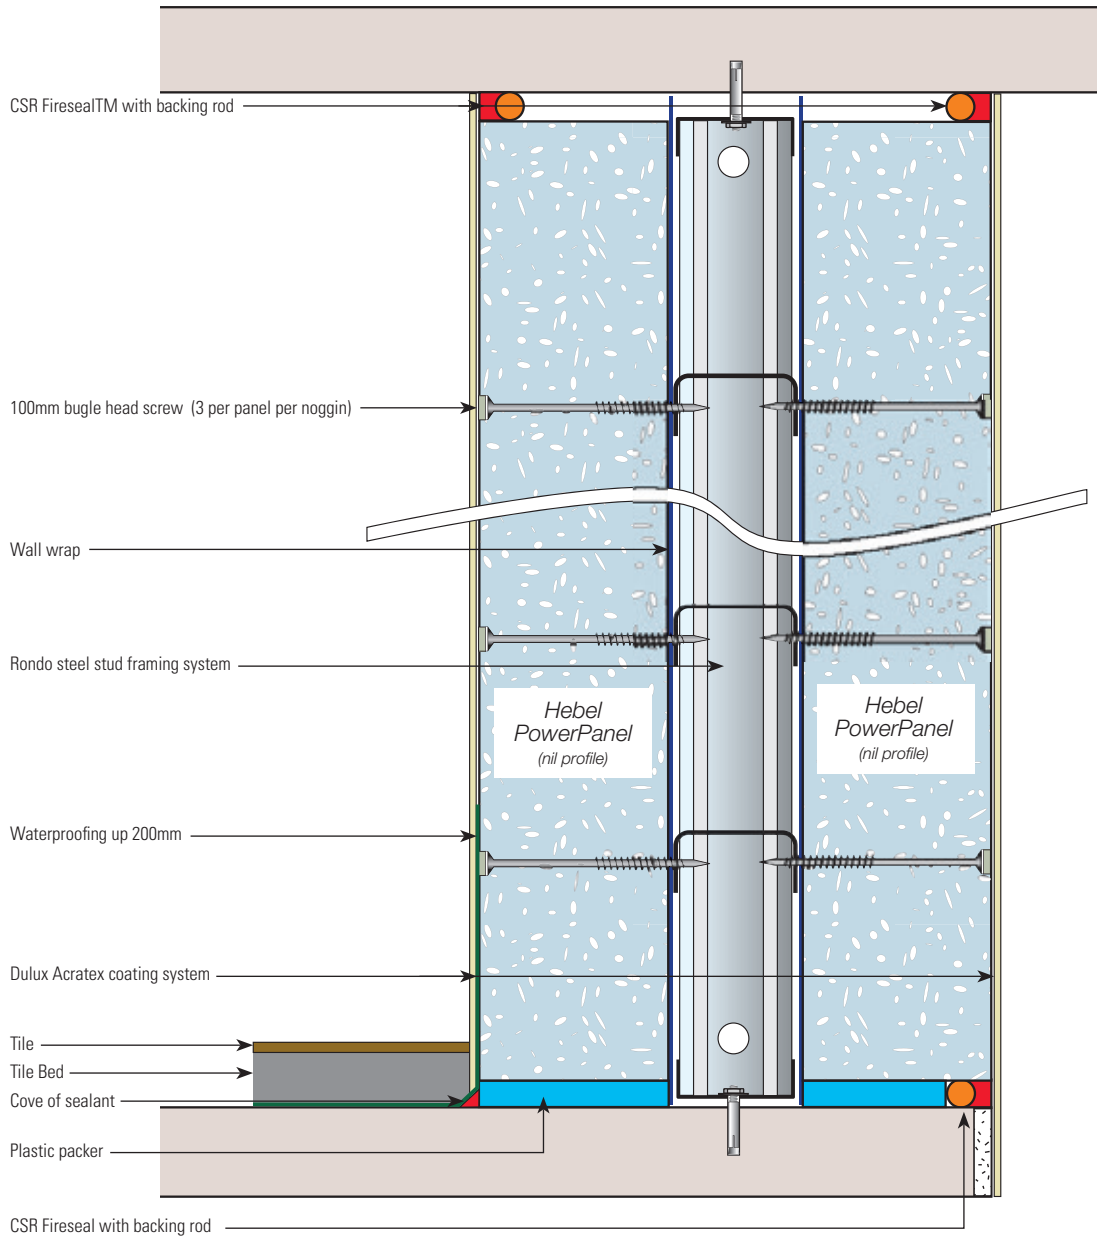 CSR FiresealTM with backing rod
100mm bugle head screw (3 per panel per noggin)
Wall wrap
Rondo steel stud framing system
Hebel
PowerPanel
(nil profile)
Hebel
PowerPanel
(nil profile)
Waterproofing up 200mm
Dulux Acratex coating system
Tile
Tile Bed
Cove of sealant
Plastic packer
CSR Fireseal with backing rod